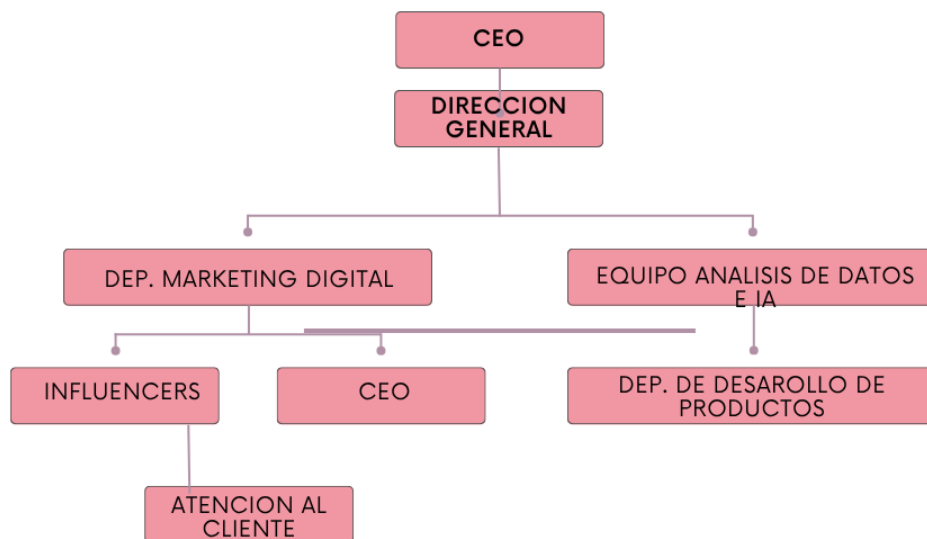 CEO
DIRECCION
GENERAL
DEP. MARKETING DIGITAL
EQUIPO ANALISIS DE DATOS
E IA
INFLUENCERS
CEO
DEP. DE DESAROLLO DE
PRODUCTOS
ATENCION AL
CLIENTE